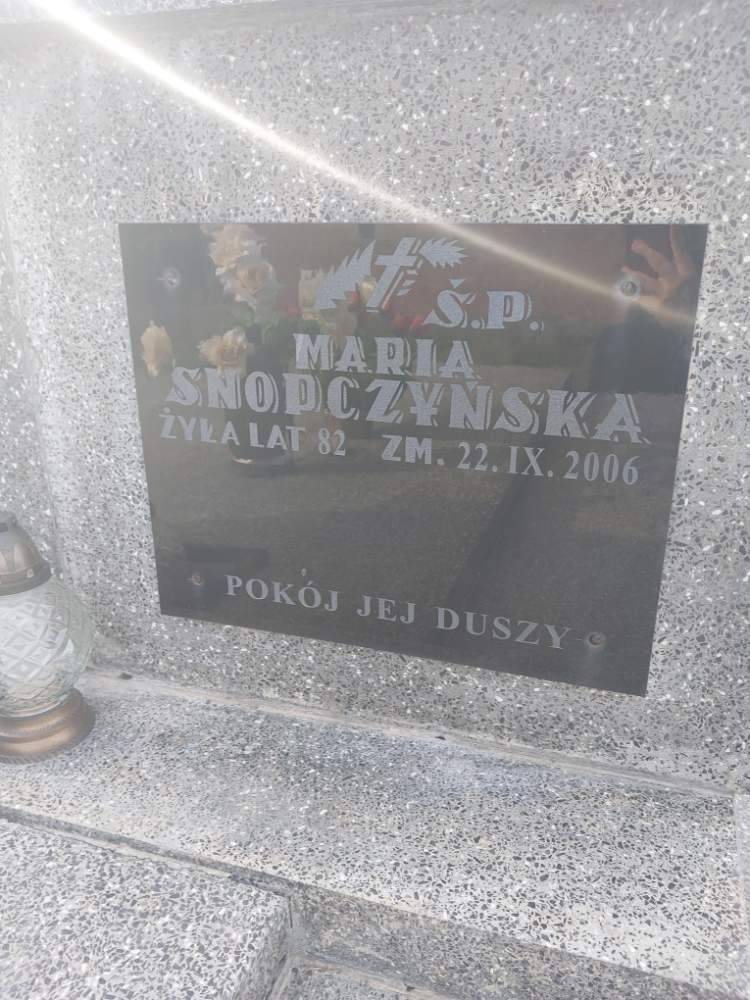 Ś.P.
MARIA
SNOPCZYŃSKA
ŻYŁA LAT 82 ZM. 22. IX. 2006
POKÓJ JEJ DUSZY